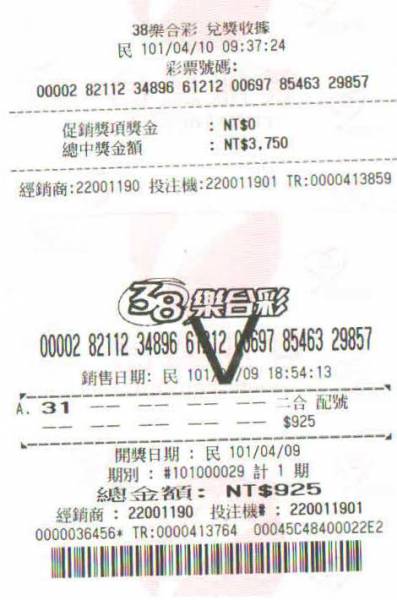 38樂合彩 兌獎收據
民 101/04/10 09:37:24
彩票號碼:
00002 82112 34896 61212 00697 85463 29857
促銷獎項獎金 : NT$0
總中獎金額 : NT$3,750
經銷商:22001190 投注機:220011901 TR:0000413859
38樂合彩
00002 82112 34896 61212 00697 85463 29857
銷售日期: 民 101/04/09 18:54:13
A. 31 -- -- -- -- -- 二合 配號
-- -- -- -- -- -- $925
開獎日期 : 民 101/04/09
期別 : #101000029 計 1 期
總金額: NT$925
經銷商 : 22001190 投注機# : 220011901
0000036456* TR:0000413764 00045C48400022E2